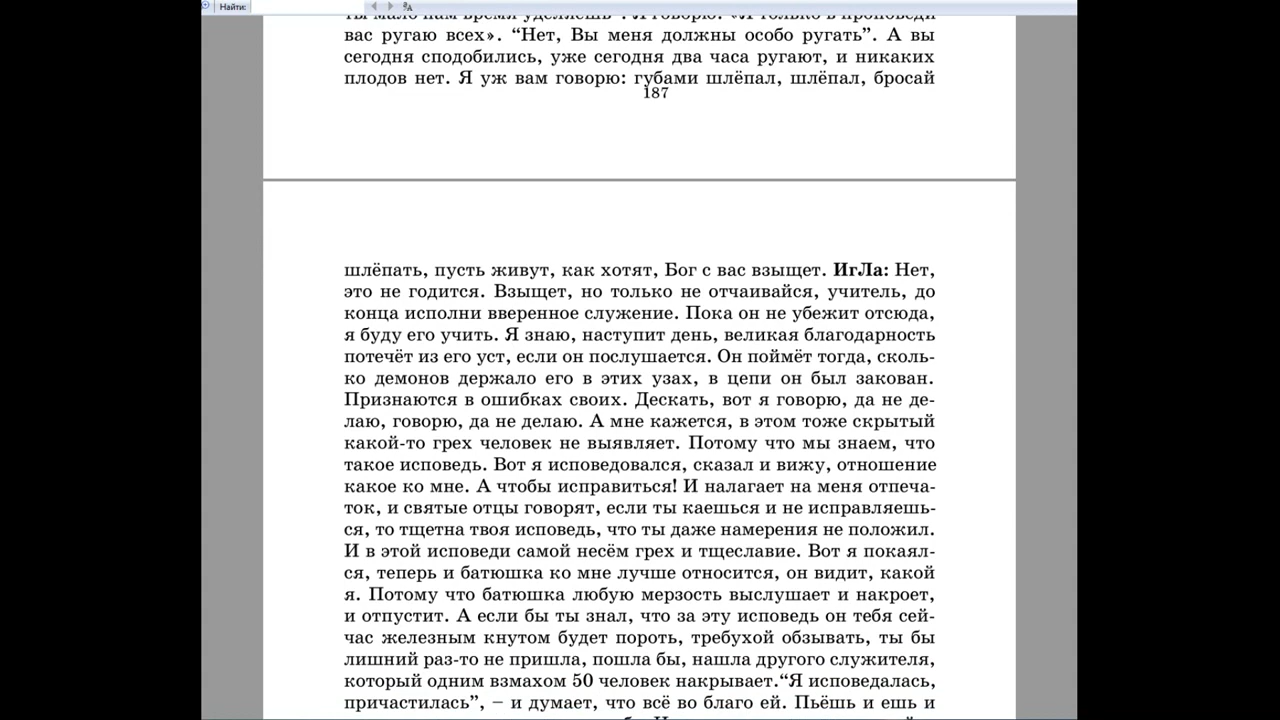 Найти:
ты мало нам время уделяешь”. Я говорю: «Я только в проповеди
вас ругаю всех». “Нет, Вы меня должны особо ругать”. А вы
сегодня сподобились, уже сегодня два часа ругают, и никаких
плодов нет. Я уж вам говорю: губами шлёпал, шлёпал, бросай
187
шлёпать, пусть живут, как хотят, Бог с вас взыщет. ИгЛа: Нет,
это не годится. Взыщет, но только не отчаивайся, учитель, до
конца исполни вверенное служение. Пока он не убежит отсюда,
я буду его учить. Я знаю, наступит день, великая благодарность
потечёт из его уст, если он послушается. Он поймёт тогда, сколь-
ко демонов держало его в этих узах, в цепи он был закован.
Признаются в ошибках своих. Дескать, вот я говорю, да не де-
лаю, говорю, да не делаю. А мне кажется, в этом тоже скрытый
какой-то грех человек не выявляет. Потому что мы знаем, что
такое исповедь. Вот я исповедовался, сказал и вижу, отношение
какое ко мне. А чтобы исправиться! И налагает на меня отпеча-
ток, и святые отцы говорят, если ты каешься и не исправляешь-
ся, то тщетна твоя исповедь, что ты даже намерения не положил.
И в этой исповеди самой несём грех и тщеславие. Вот я покаял-
ся, теперь и батюшка ко мне лучше относится, он видит, какой
я. Потому что батюшка любую мерзость выслушает и накроет,
и отпустит. А если бы ты знал, что за эту исповедь он тебя сей-
час железным кнутом будет пороть, требухой обзывать, ты бы
лишний раз-то не пришла, пошла бы, нашла другого служителя,
который одним взмахом 50 человек накрывает.“Я исповедалась,
причастилась”, – и думает, что всё во благо ей. Пьёшь и ешь и